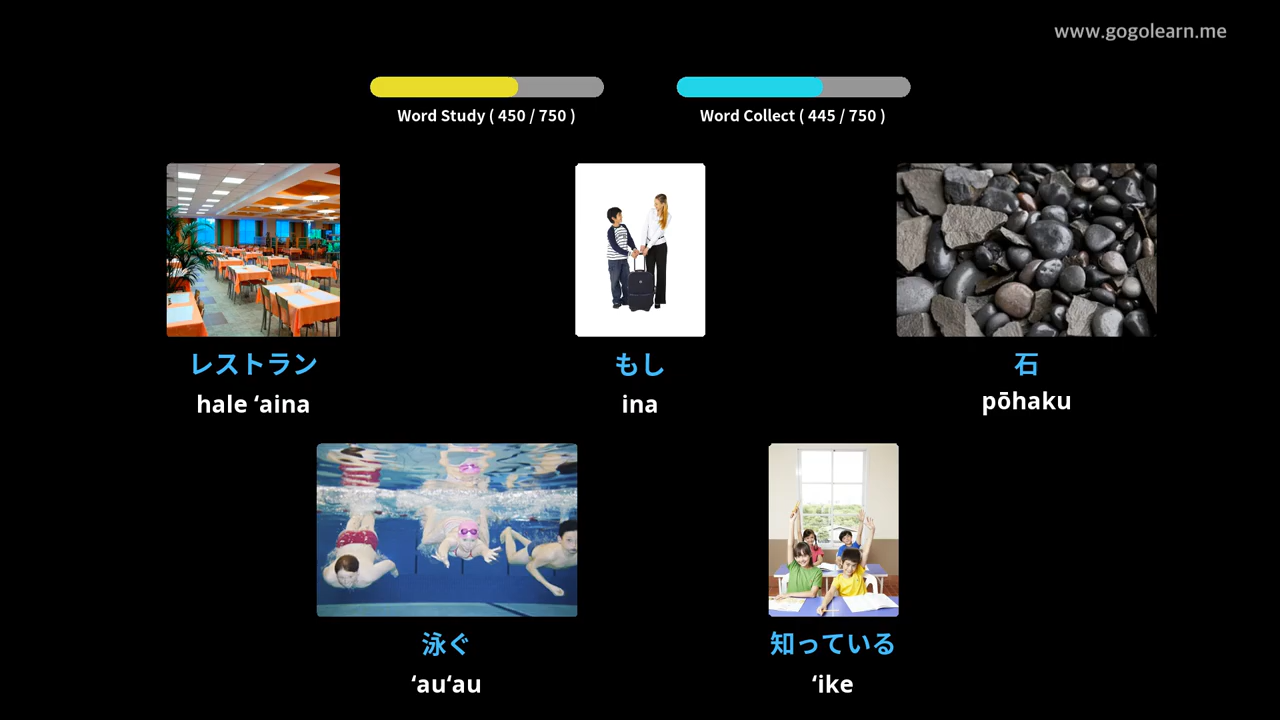 www.gogolearn.me
Word Study ( 450 / 750 )
Word Collect ( 445 / 750 )
レストラン
hale ʻaina
もし
ina
石
pōhaku
泳ぐ
ʻauʻau
知っている
ʻike